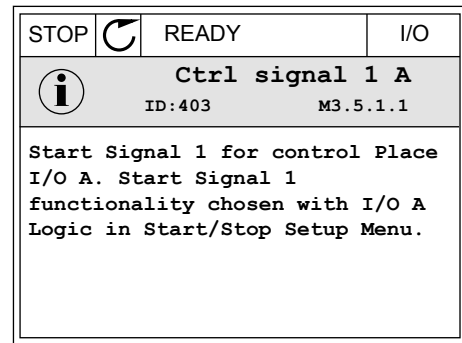 STOP READY I/O
Ctrl signal 1 A
ID:403 M3.5.1.1
Start Signal 1 for control Place
I/O A. Start Signal 1
functionality chosen with I/O A
Logic in Start/Stop Setup Menu.